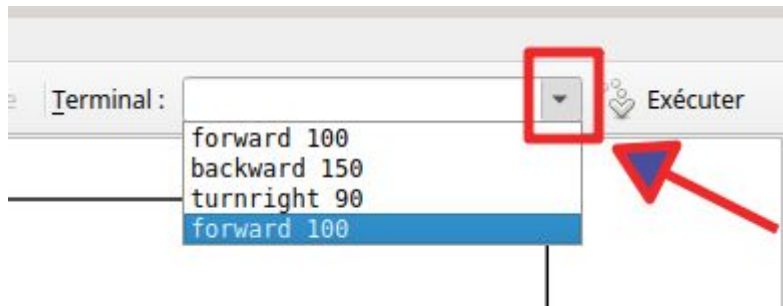 Terminal : Exécuter
forward 100
backward 150
turnright 90
forward 100